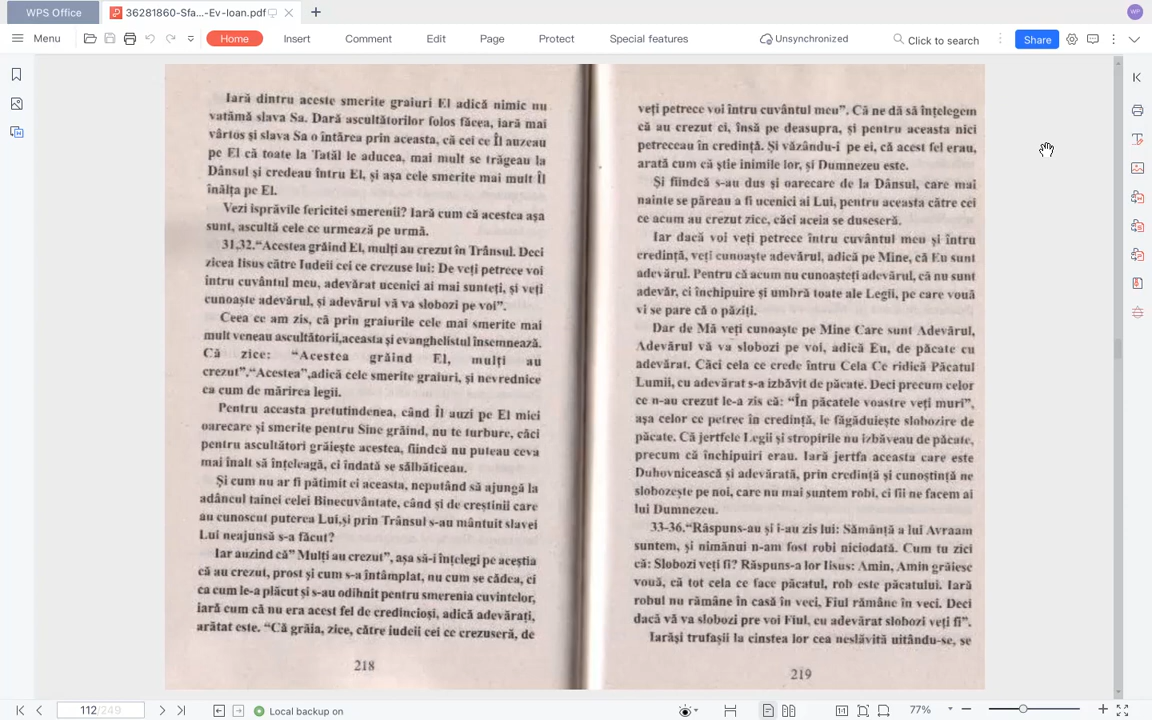 WPS Office
36281860-Sfa...-Ev-Ioan.pdf
WP
Menu
Home
Insert
Comment
Edit
Page
Protect
Special features
Unsynchronized
Click to search
Share
Iară dintru aceste smerite graiuri El adică nimic nu
vatămă slava Sa. Dară ascultătorilor folos făcea, iară mai
vârtos şi slava Sa o întărea prin aceasta, că cei ce Îl auzeau
pe El că toate la Tatăl le aducea, mai mult se trăgeau la
Dânsul şi credeau întru El, şi aşa cele smerite mai mult Îl
înălţa pe El.
Vezi isprăvile fericitei smerenii? Iară cum că acestea aşa
sunt, ascultă cele ce urmează pe urmă.
31,32.“Acestea grăind El, mulţi au crezut în Trânsul. Deci
zicea Iisus către Iudeii cei ce crezuse lui: De veţi petrece voi
întru cuvântul meu, adevărat ucenici ai mai sunteţi, şi veţi
cunoaşte adevărul, şi adevărul vă va slobozi pe voi”.
Ceea ce am zis, că prin graiurile cele mai smerite mai
mult veneau ascultătorii,aceasta şi evanghelistul însemnează.
Că zice: “Acestea grăind El, mulţi au
crezut”.“Acestea”,adică cele smerite graiuri, şi nevrednice
ca cum de mărirea legii.
Pentru aceasta pretutindenea, când Îl auzi pe El mici
oarecare şi smerite pentru Sine grăind, nu te turbure, căci
pentru ascultători grăieşte acestea, fiindcă nu puteau ceva
mai înalt să înţeleagă, ci îndată se sălbăticeau.
Şi cum nu ar fi pătimit ei aceasta, neputând să ajungă la
adâncul tainei celei Binecuvântate, când şi de creştinii care
au cunoscut puterea Lui,şi prin Trânsul s-au mântuit slavei
Lui neajunsă s-a făcut?
Iar auzind că” Mulţi au crezut”, aşa să-i înţelegi pe aceştia
că au crezut, prost şi cum s-a întâmplat, nu cum se cădea, ci
ca cum le-a plăcut şi s-au odihnit pentru smerenia cuvintelor,
iară cum că nu era acest fel de credincioşi, adică adevăraţi,
arătat este. “Că grăia, zice, către iudeii cei ce crezuseră, de
218
veţi petrece voi întru cuvântul meu”. Că ne dă să înţelegem
că au crezut ei, însă pe deasupra, şi pentru aceasta nici
petreceau în credinţă. Şi văzându-i pe ei, că acest fel erau,
arată cum că ştie inimile lor, şi Dumnezeu este.
Şi fiindcă s-au dus şi oarecare de la Dânsul, care mai
nainte se păreau a fi ucenici ai Lui, pentru aceasta către cei
ce acum au crezut zice, căci aceia se duseseră.
Iar dacă voi veţi petrece întru cuvântul meu şi întru
credinţă, veţi cunoaşte adevărul, adică pe Mine, că Eu sunt
adevărul. Pentru că acum nu cunoaşteţi adevărul, că nu sunt
adevăr, ci închipuire şi umbră toate ale Legii, pe care vouă
vi se pare că o păziţi.
Dar de Mă veţi cunoaşte pe Mine Care sunt Adevărul,
Adevărul vă va slobozi pe voi, adică Eu, de păcate cu
adevărat. Căci cela ce crede întru Cela Ce ridică Păcatul
Lumii, cu adevărat s-a izbăvit de păcate. Deci precum celor
ce n-au crezut le-a zis că: “În păcatele voastre veţi muri”,
aşa celor ce petrec în credinţă, le făgăduieşte slobozire de
păcate. Că jertfele Legii şi stropirile nu izbăveau de păcate,
precum că închipuiri erau. Iară jertfa aceasta care este
Duhovnicească şi adevărată, prin credinţă şi cunoştinţă ne
slobozeşte pe noi, care nu mai suntem robi, ci fii ne facem ai
lui Dumnezeu.
33-36.“Răspuns-au şi i-au zis lui: Sămânţă a lui Avraam
suntem, şi nimănui n-am fost robi niciodată. Cum tu zici
că: Slobozi veţi fi? Răspuns-a lor Iisus: Amin, Amin grăiesc
vouă, că tot cela ce face păcatul, rob este păcatului. Iară
robul nu rămâne în casă în veci, Fiul rămâne în veci. Deci
dacă vă va slobozi pre voi Fiul, cu adevărat slobozi veţi fi”.
Iarăşi trufaşii la cinstea lor cea neslăvită uitându-se, se
219
112/249
Local backup on
77%